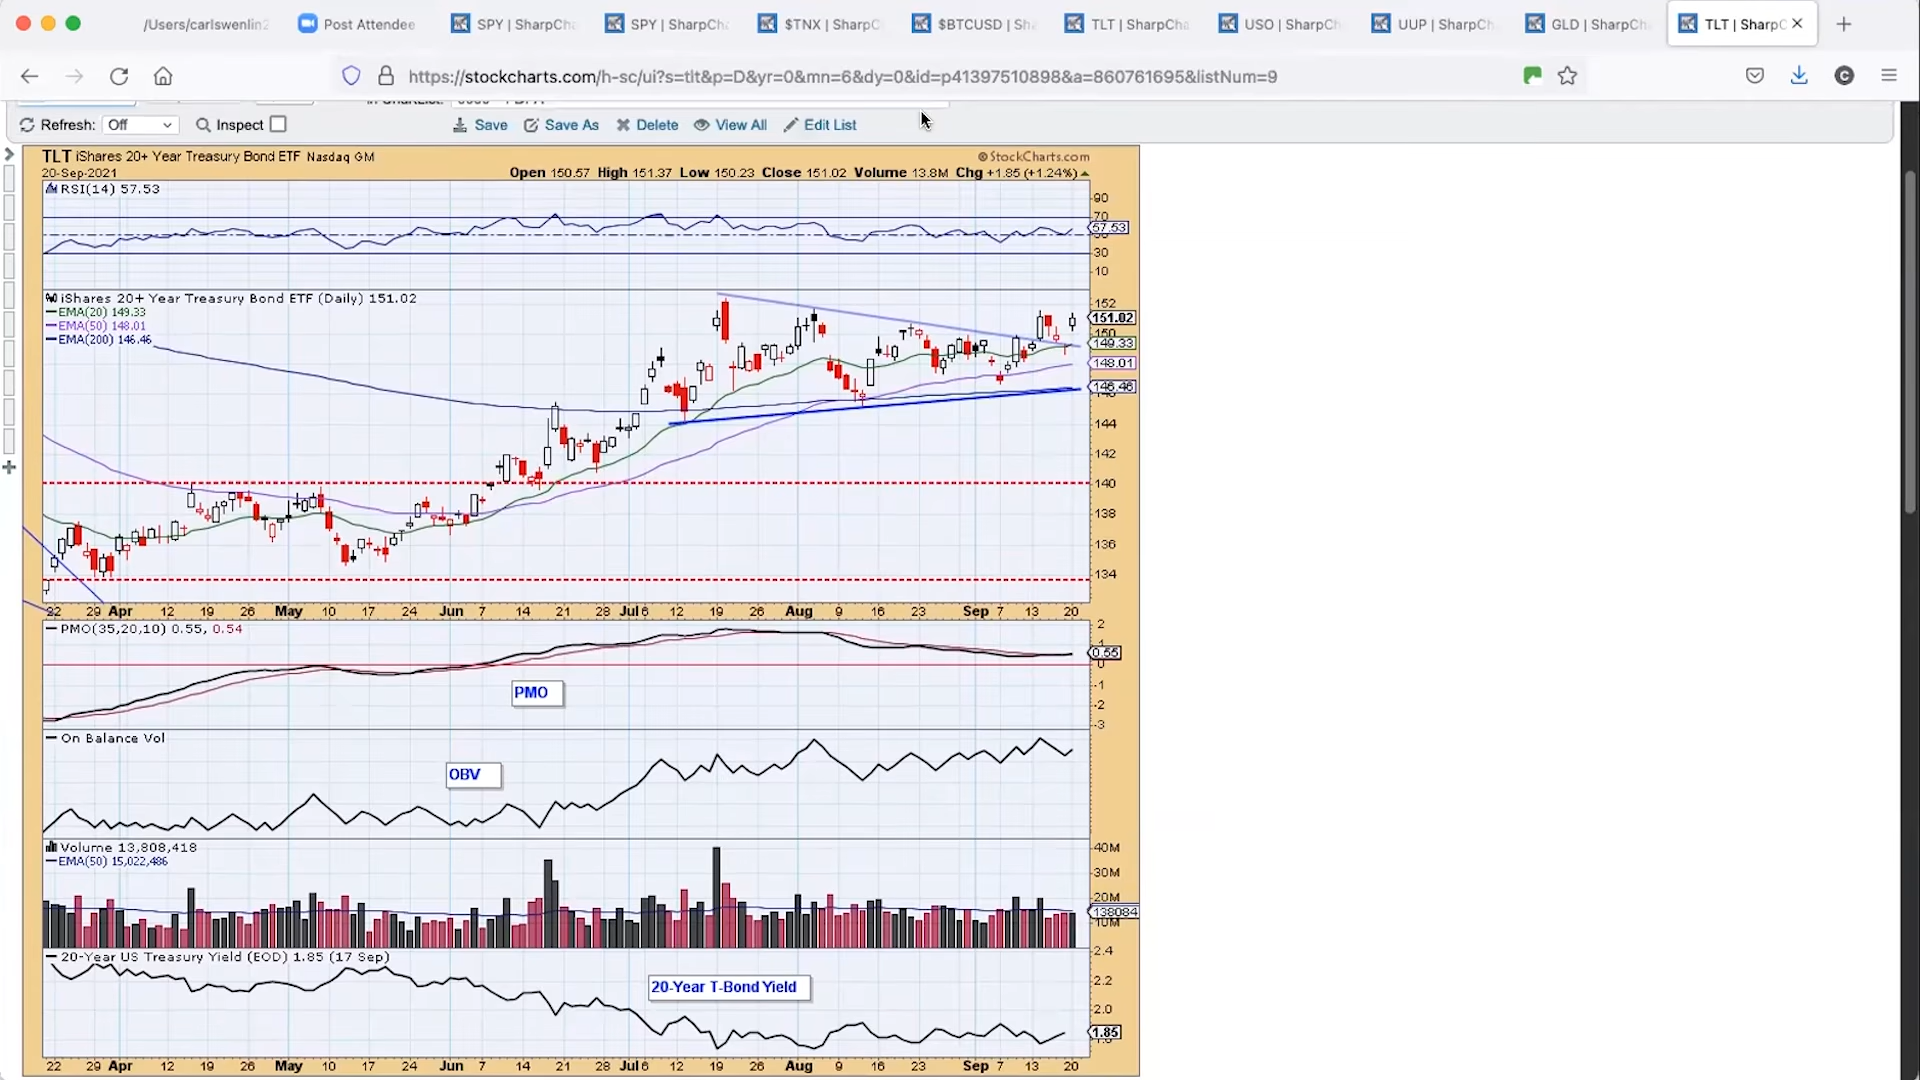 /Users/carlswenlin2
Post Attendee
SPY | SharpCha
SPY | SharpCha
$TNX | SharpC
$BTCUSD | Sha
TLT | SharpCha
USO | SharpC
UUP | SharpCh
GLD | SharpCh
TLT | SharpC
https://stockcharts.com/h-sc/ui?s=tlt&p=D&yr=0&mn=6&dy=0&id=p41397510898&a=860761695&listNum=9
C
Refresh: Off Inspect Save Save As Delete View All Edit List
TLT iShares 20+ Year Treasury Bond ETF Nasdaq GM
©StockCharts.com
20-Sep-2021
Open 150.57 High 151.37 Low 150.23 Close 151.02 Volume 13.8M Chg +1.85 (+1.24%)
RSI(14) 57.53
90
70
57.53
30
10
iShares 20+ Year Treasury Bond ETF (Daily) 151.02
EMA(20) 149.33
EMA(50) 148.01
EMA(200) 146.46
152
151.02
150
149.33
148.01
146.46
144
142
140
138
136
134
22 29 Apr 12 19 26 May 10 17 24 Jun 7 14 21 28 Jul 6 12 19 26 Aug 9 16 23 Sep 7 13 20
PMO(35,20,10) 0.55, 0.54
2
1
0.55
0
-1
-2
-3
PMO
On Balance Vol
OBV
Volume 13,808,418
EMA(50) 15,022,486
40M
30M
20M
138084
10M
20-Year US Treasury Yield (EOD) 1.85 (17 Sep)
2.4
2.2
2.0
1.85
20-Year T-Bond Yield
22 29 Apr 12 19 26 May 10 17 24 Jun 7 14 21 28 Jul 6 12 19 26 Aug 9 16 23 Sep 7 13 20